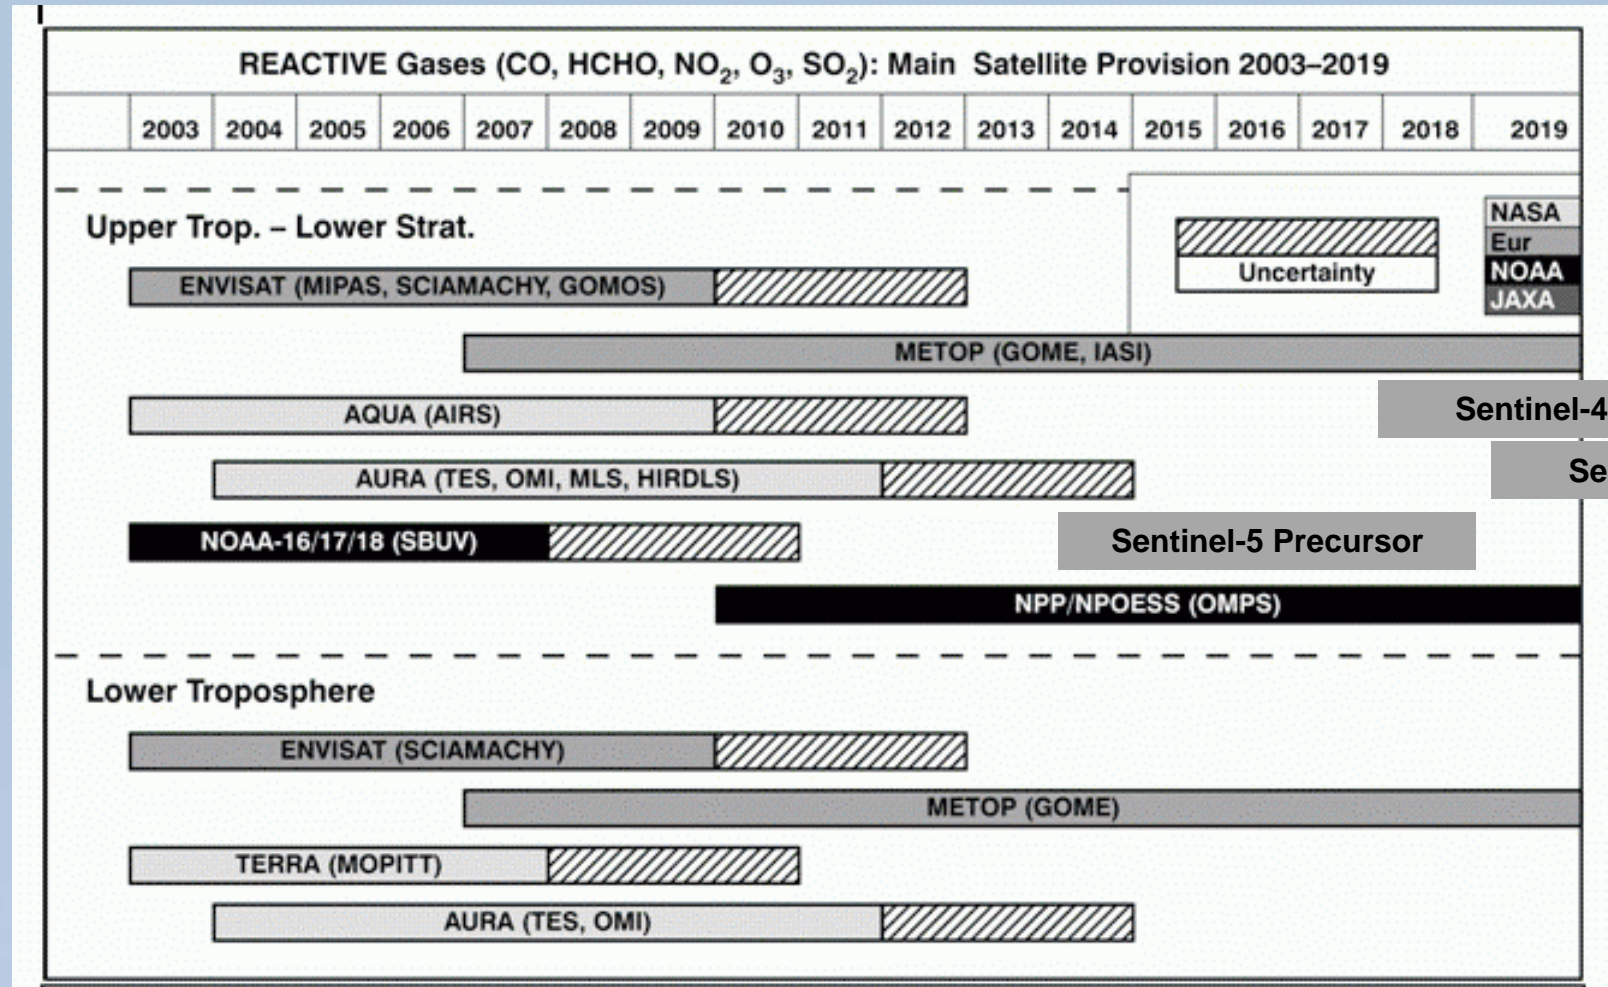 REACTIVE Gases (CO, HCHO, NO₂, O₃, SO₂): Main Satellite Provision 2003–2019
2003 2004 2005 2006 2007 2008 2009 2010 2011 2012 2013 2014 2015 2016 2017 2018 2019
Upper Trop. – Lower Strat.
NASA
Eur
NOAA
JAXA
Uncertainty
ENVISAT (MIPAS, SCIAMACHY, GOMOS)
METOP (GOME, IASI)
AQUA (AIRS)
Sentinel-4
AURA (TES, OMI, MLS, HIRDLS)
Se
NOAA-16/17/18 (SBUV)
Sentinel-5 Precursor
NPP/NPOESS (OMPS)
Lower Troposphere
ENVISAT (SCIAMACHY)
METOP (GOME)
TERRA (MOPITT)
AURA (TES, OMI)